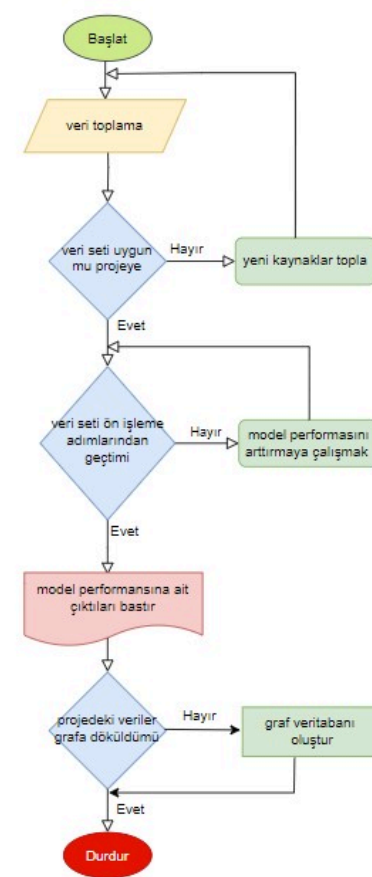 Başlat
veri toplama
veri seti uygun
mu projeye
Hayır
yeni kaynaklar topla
Evet
veri seti ön işleme
adımlarından
geçtimi
Hayır
model performasını
arttırmaya çalışmak
Evet
model performansına ait
çıktıları bastır
projedeki veriler
grafa döküldümü
Hayır
graf veritabanı
oluştur
Evet
Durdur